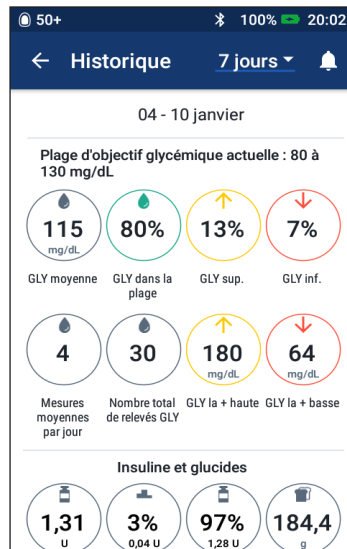 50+ 100% 20:02
Historique 7 jours
04 - 10 janvier
Plage d'objectif glycémique actuelle : 80 à
130 mg/dL
115 80% 13% 7%
mg/dL
GLY moyenne GLY dans la GLY sup. GLY inf.
plage
4 30 180 64
mg/dL mg/dL
Mesures Nombre total GLY la + haute GLY la + basse
moyennes de relevés GLY
par jour
Insuline et glucides
1,31 3% 97% 184,4
U 0,04 U 1,28 U g